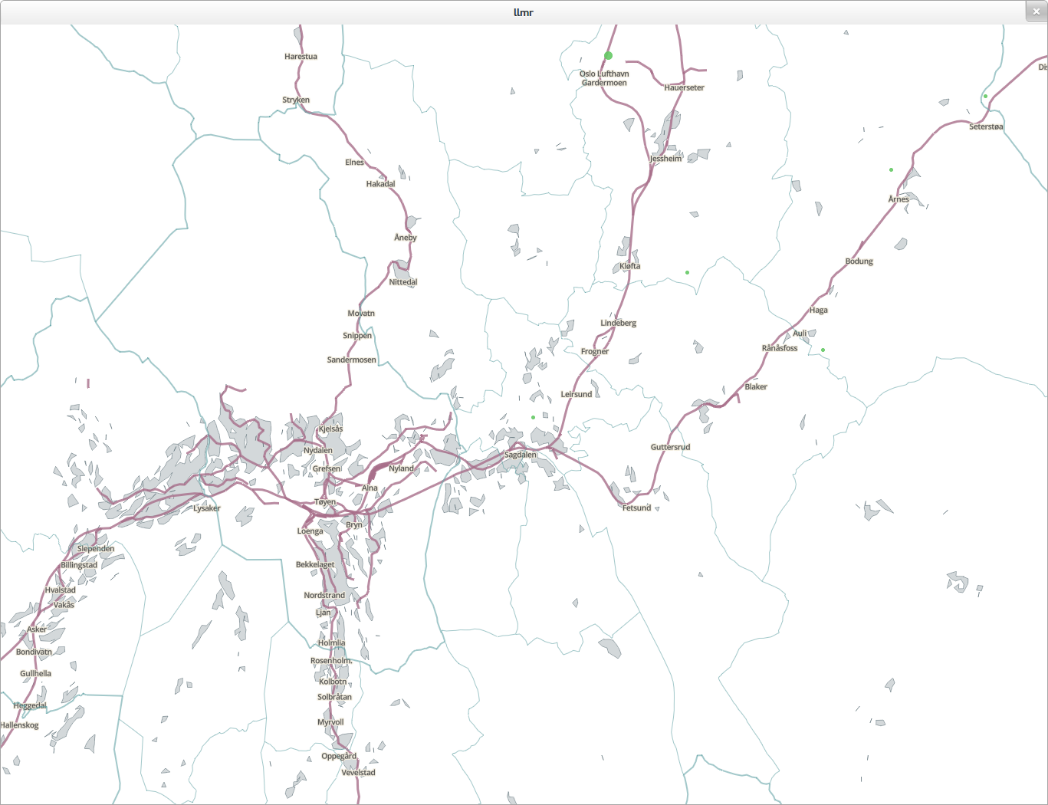 llmr
Harestua
Di
Oslo Lufthavn
Gardermoen
Hauerseter
Stryken
Seterstøa
Elnes
Jessheim
Hakadal
Årnes
Åneby
Bodung
Kløfta
Nittedal
Movatn
Haga
Lindeberg
Snippen
Auli
Rånåsfoss
Frogner
Sandermosen
Blaker
Leirsund
Kjelsås
Guttersrud
Nydalen
Sagdalen
Grefsen
Nyland
Alna
Tøyen
Lysaker
Fetsund
Bryn
Loenga
Slependen
Billingstad
Bekkelaget
Hvalstad
Nordstrand
Vakås
Ljan
Asker
Holmlia
Bondivatn
Rosenholm
Gullhella
Kolbotn
Solbråtan
Heggedal
Myrvoll
Hallenskog
Oppegård
Vevelstad